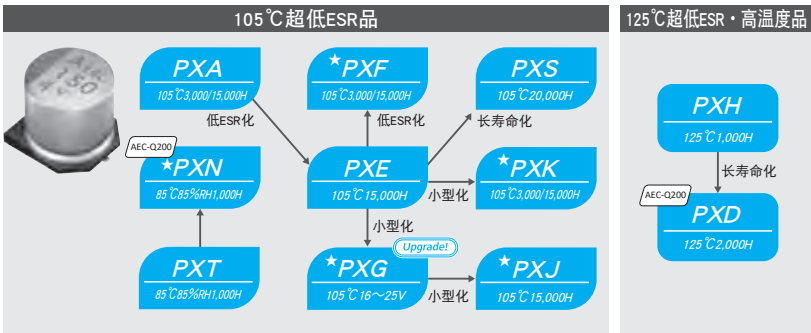 105℃超低ESR品
125℃超低ESR・高温度品
PXA
105℃3,000/15,000H
★PXF
105℃3,000/15,000H
PXS
105℃20,000H
低ESR化
低ESR化
长寿命化
AEC-Q200
★PXN
85℃85%RH1,000H
PXE
105℃15,000H
小型化
★PXK
105℃3,000/15,000H
小型化
Upgrade!
PXT
85℃85%RH1,000H
★PXG
105℃16～25V
小型化
★PXJ
105℃15,000H
PXH
125℃1,000H
长寿命化
AEC-Q200
PXD
125℃2,000H